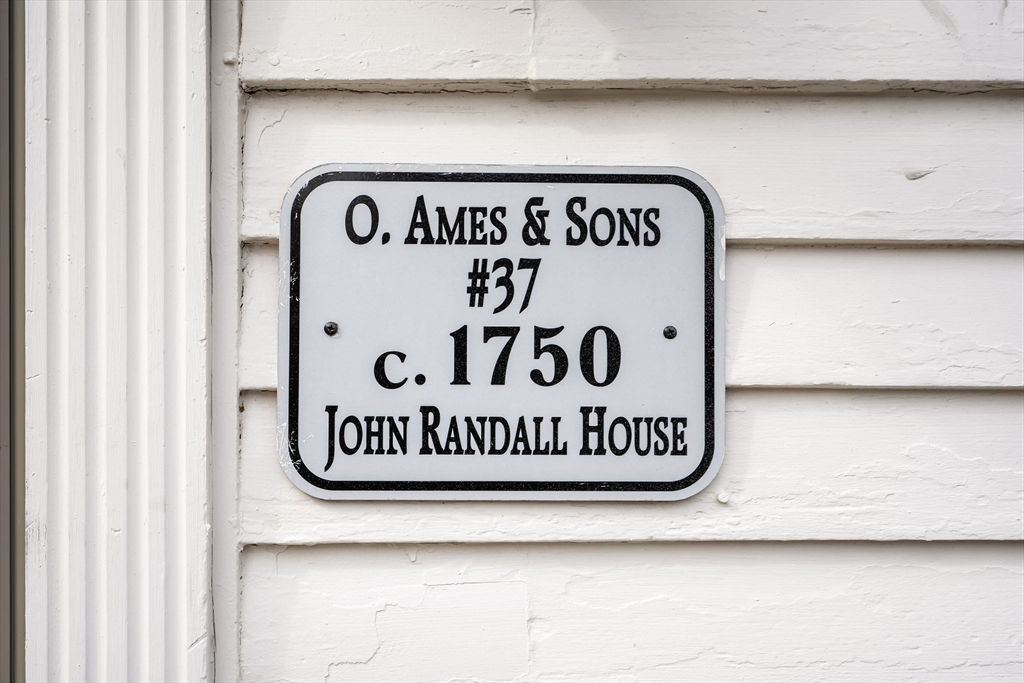 O. Ames & Sons
#37
c. 1750
John Randall House